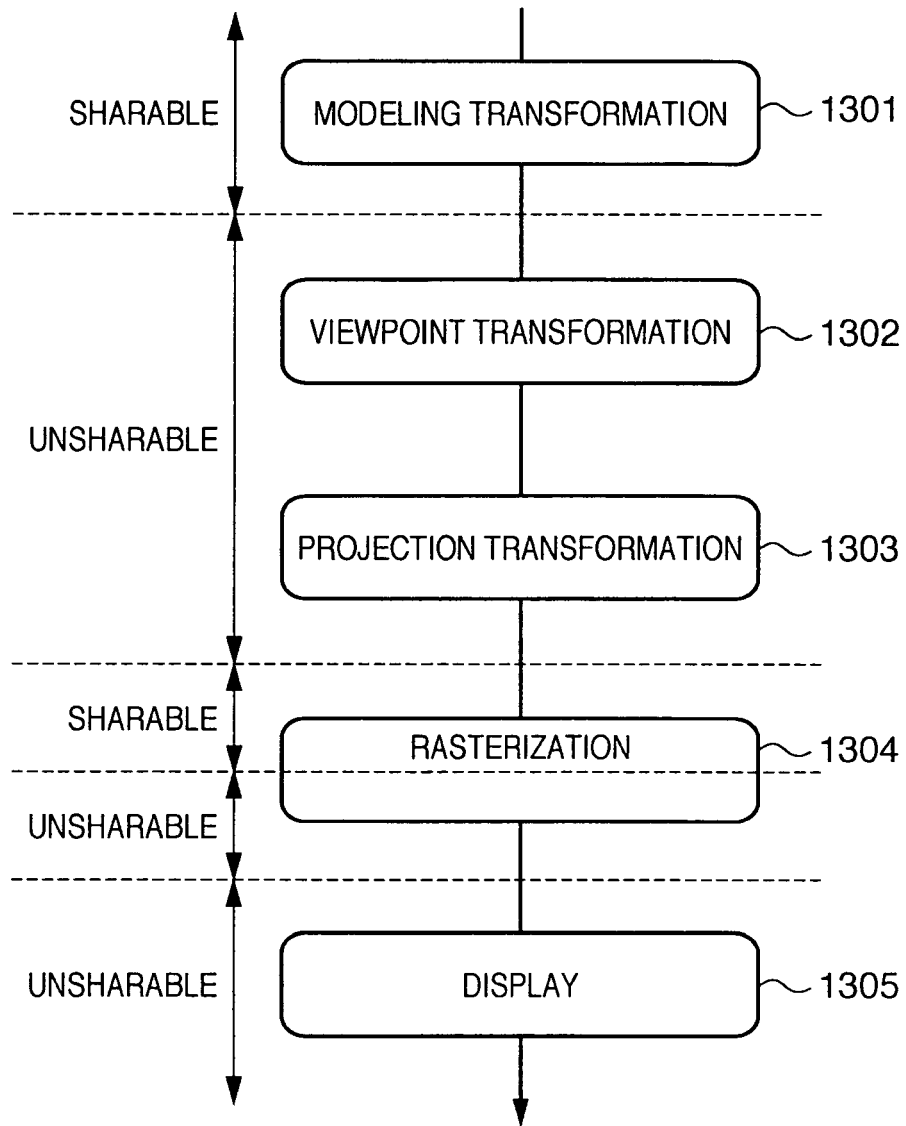 SHARABLE
MODELING TRANSFORMATION
1301
VIEWPOINT TRANSFORMATION
1302
UNSHARABLE
PROJECTION TRANSFORMATION
1303
SHARABLE
RASTERIZATION
1304
UNSHARABLE
UNSHARABLE
DISPLAY
1305